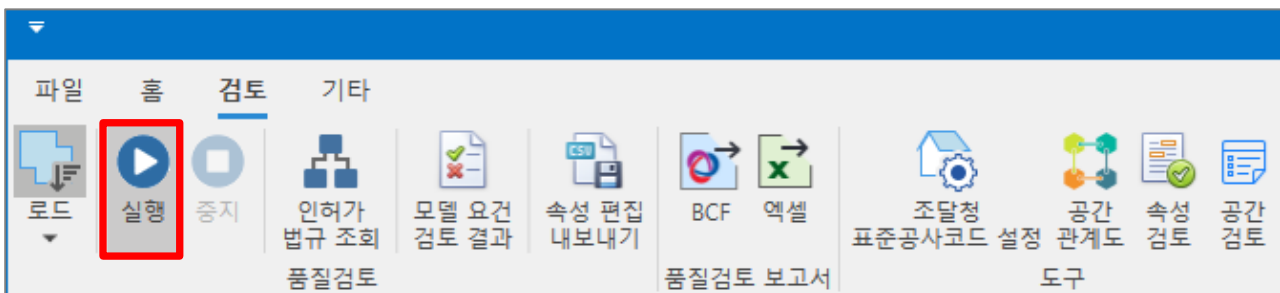 파일 홈 검토 기타
CSV
로드 실행 중지 인허가 모델 요건 속성 편집 BCF 엑셀 조달청 공간 속성 공간
법규 조회 검토 결과 내보내기 표준공사코드 설정 관계도 검토 검토
품질검토 품질검토 보고서 도구